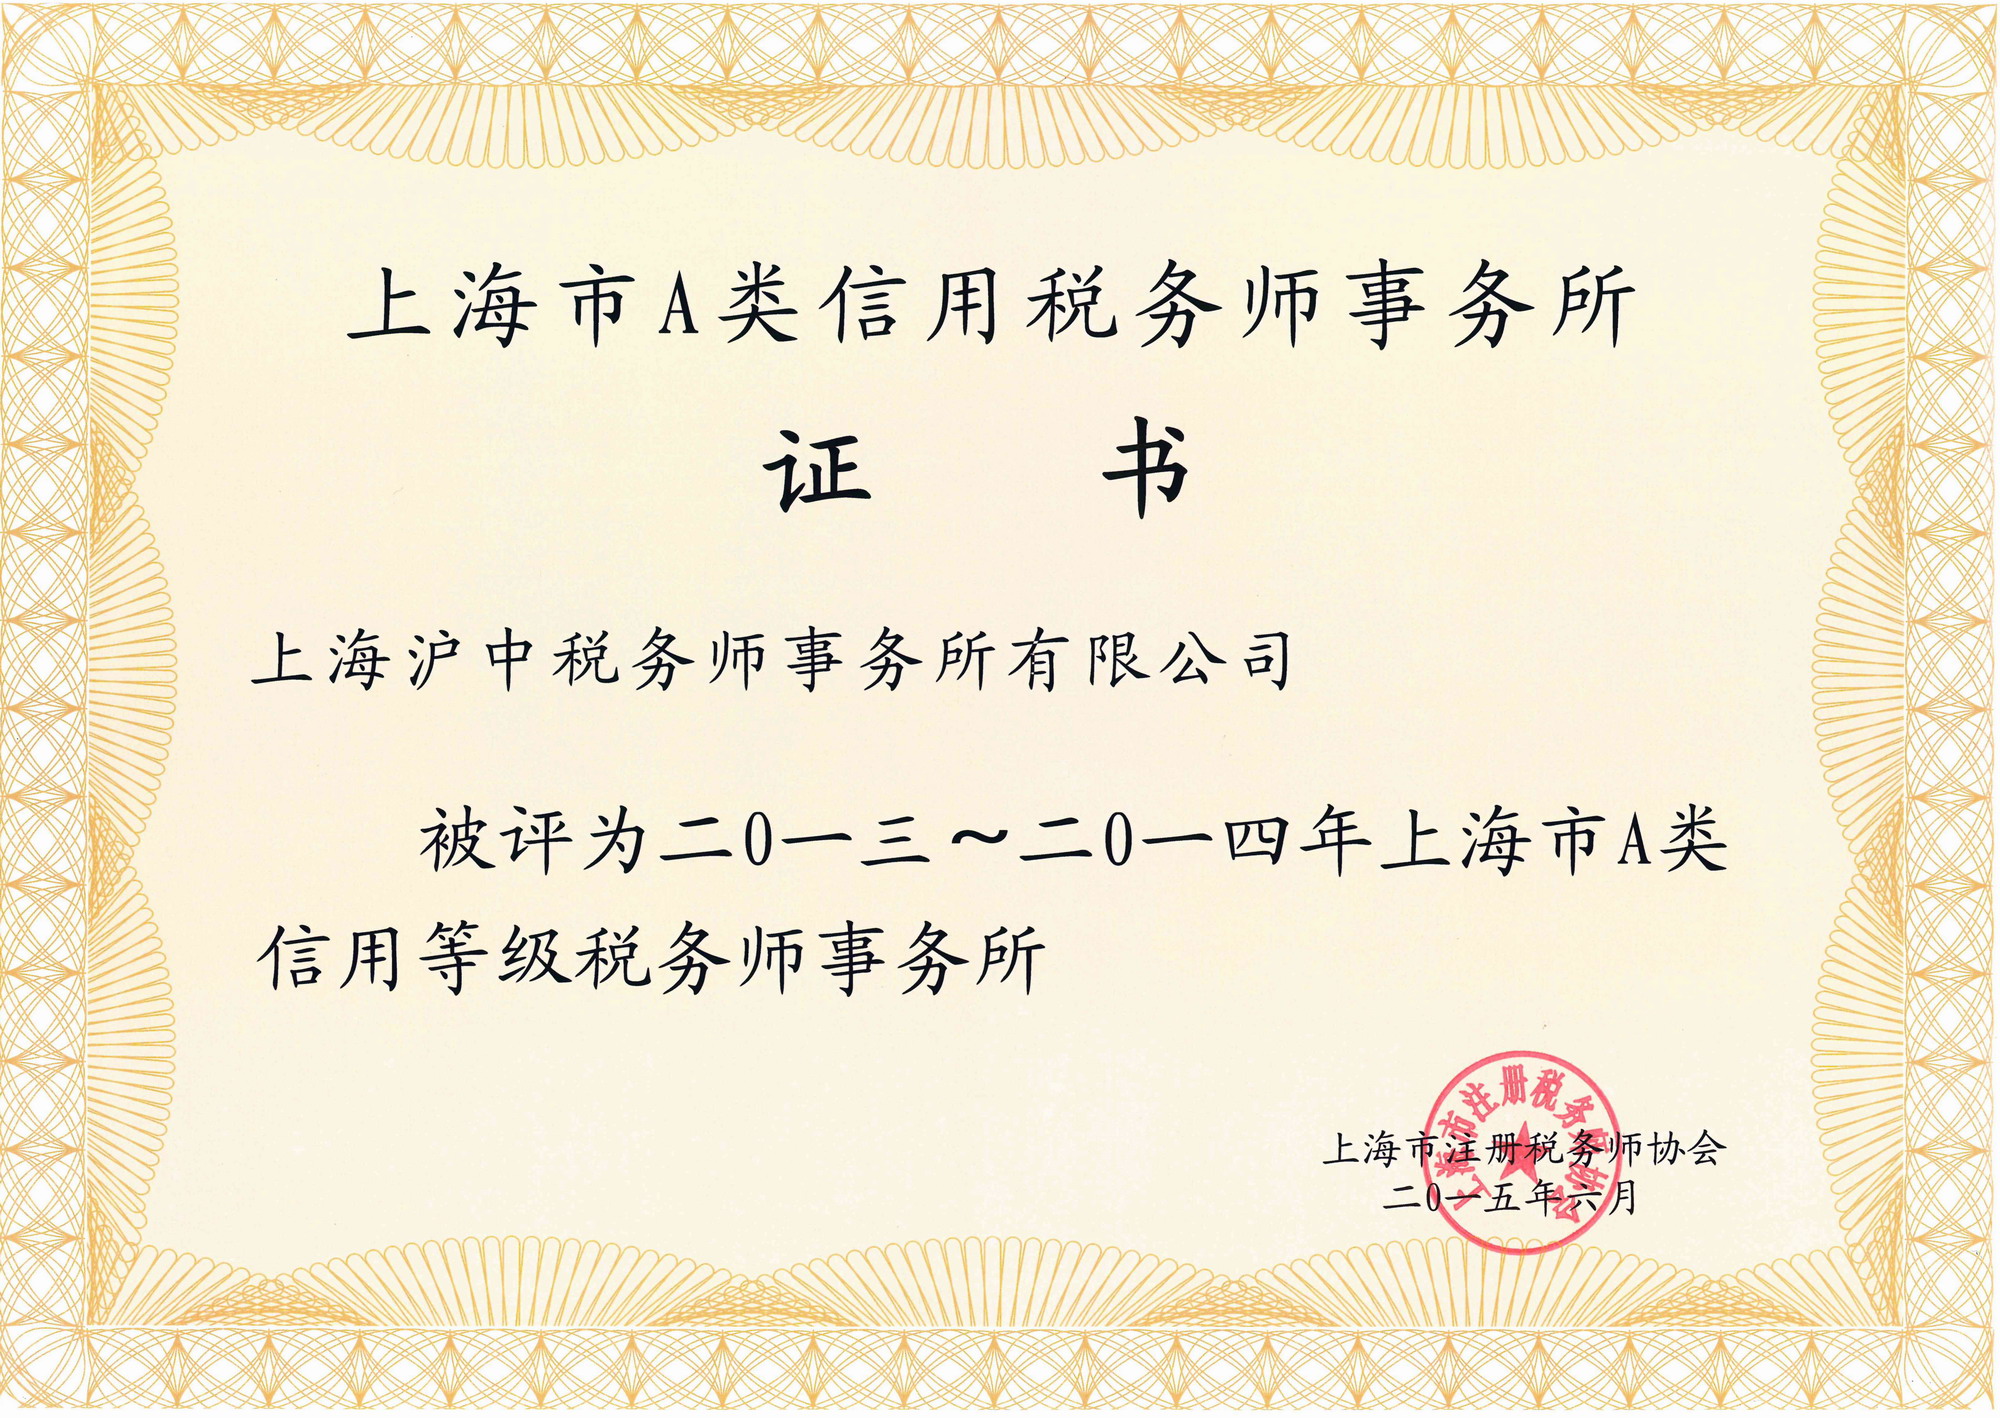 上海市A类信用税务师事务所
证 书
上海沪中税务师事务所有限公司
被评为二0一三～二0一四年上海市A类
信用等级税务师事务所
上海市注册税务师协会
上海市注册税务师协会
二0一五年六月